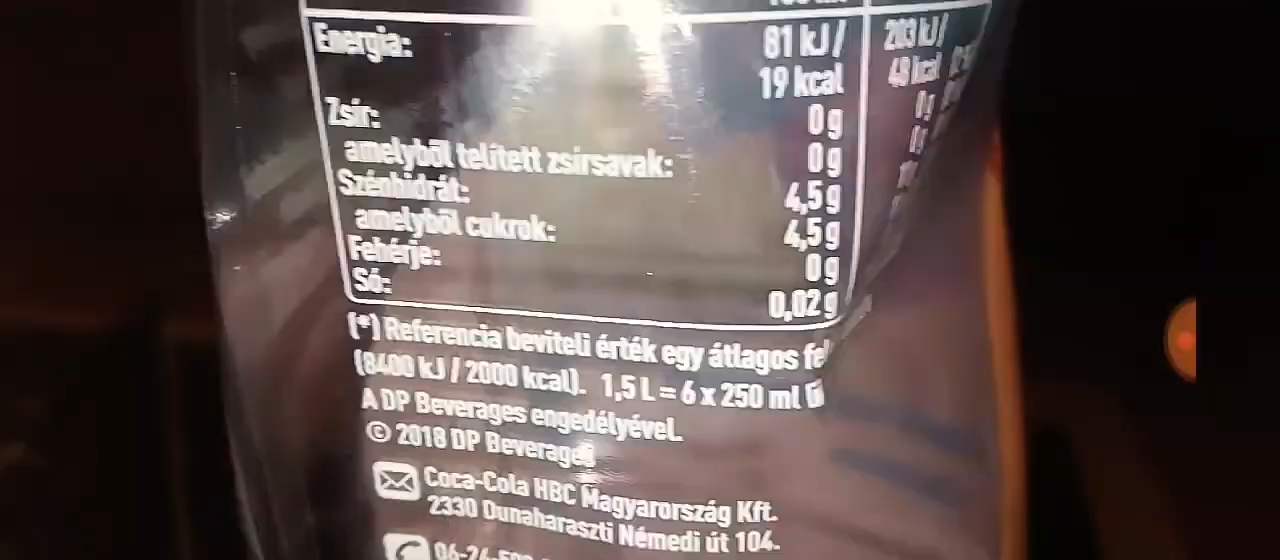 Energia: 81 kJ / 203 kJ /
19 kcal 48 kcal
Zsír: 0 g 0 g
amelyből telített zsírsavak: 0 g
Szénhidrát: 4,5 g
amelyből cukrok: 4,5 g
Fehérje: 0 g
Só: 0,02 g
(*) Referencia beviteli érték egy átlagos
(8400 kJ / 2000 kcal). 1,5 L = 6 x 250 ml
A DP Beverages engedélyével.
© 2018 DP Beverages
Coca-Cola HBC Magyarország Kft.
2330 Dunaharaszti Némedi út 104.
06-24-